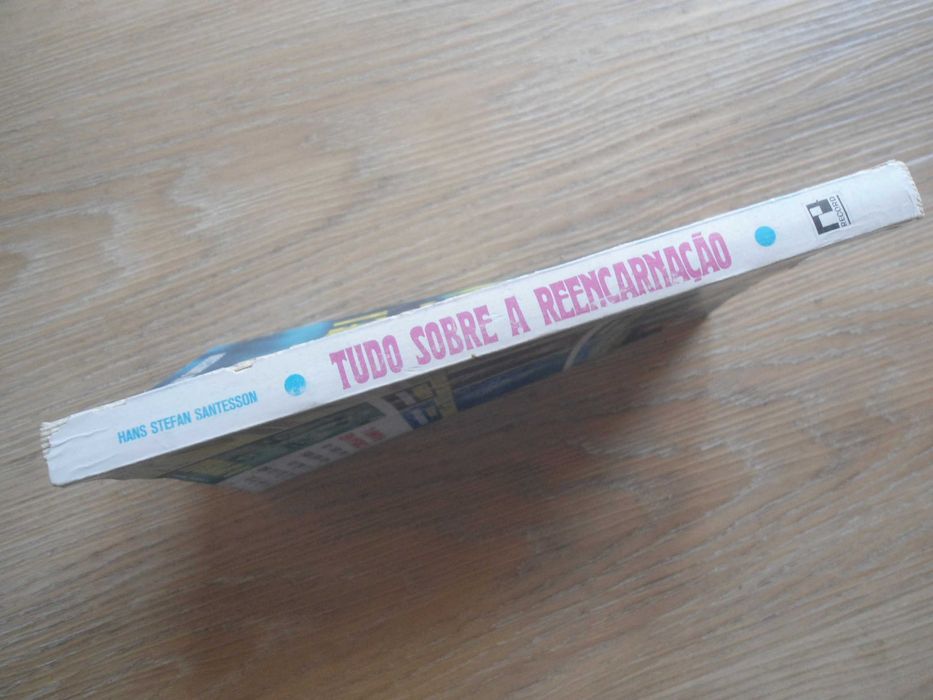 HANS STEFAN SANTESSON
TUDO SOBRE A REENCARNAÇÃO
RECORD